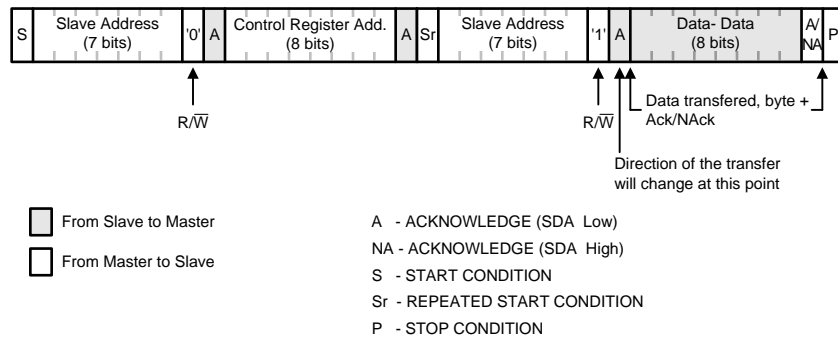 S Slave Address (7 bits) '0' A Control Register Add. (8 bits) A Sr Slave Address (7 bits) '1' A Data- Data (8 bits) A/ NA P
R/W̅ R/W̅ Data transferred, byte +
Ack/NAck
Direction of the transfer
will change at this point
From Slave to Master
From Master to Slave
A - ACKNOWLEDGE (SDA Low)
NA - ACKNOWLEDGE (SDA High)
S - START CONDITION
Sr - REPEATED START CONDITION
P - STOP CONDITION